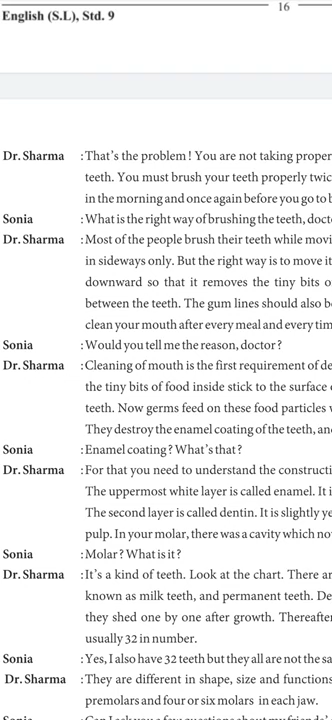 16
English (S.L), Std. 9
Dr. Sharma : That's the problem ! You are not taking proper
teeth. You must brush your teeth properly twic
in the morning and once again before you go to b
Sonia : What is the right way of brushing the teeth, doct
Dr. Sharma : Most of the people brush their teeth while movi
in sideways only. But the right way is to move it
downward so that it removes the tiny bits o
between the teeth. The gum lines should also b
clean your mouth after every meal and every tim
Sonia : Would you tell me the reason, doctor ?
Dr. Sharma : Cleaning of mouth is the first requirement of de
the tiny bits of food inside stick to the surface
teeth. Now germs feed on these food particles
They destroy the enamel coating of the teeth, an
Sonia : Enamel coating ? What's that ?
Dr. Sharma : For that you need to understand the constructi
The uppermost white layer is called enamel. It i
The second layer is called dentin. It is slightly ye
pulp. In your molar, there was a cavity which no
Sonia : Molar ? What is it ?
Dr. Sharma : It's a kind of teeth. Look at the chart. There ar
known as milk teeth, and permanent teeth. De
they shed one by one after growth. Thereafter
usually 32 in number.
Sonia : Yes, I also have 32 teeth but they all are not the sa
Dr. Sharma : They are different in shape, size and functions
premolars and four or six molars in each jaw.